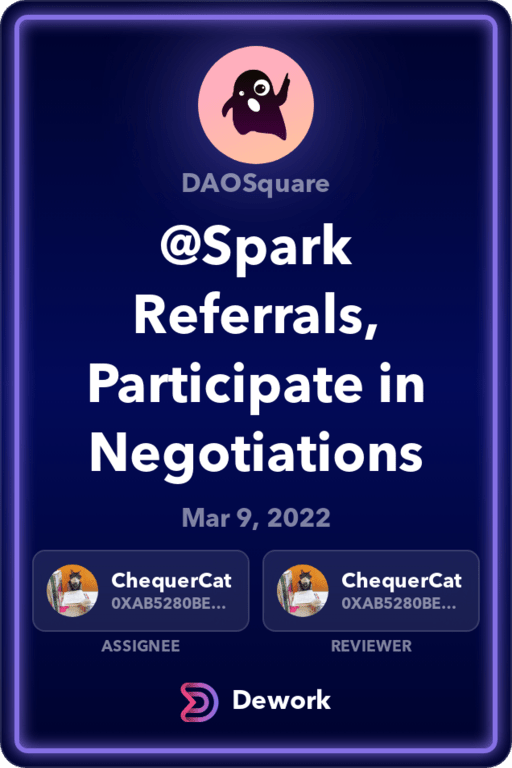 DAOSquare
@Spark
Referrals,
Participate in
Negotiations
Mar 9, 2022
ChequerCat
0XAB5280BE...
ASSIGNEE
ChequerCat
0XAB5280BE...
REVIEWER
Dework